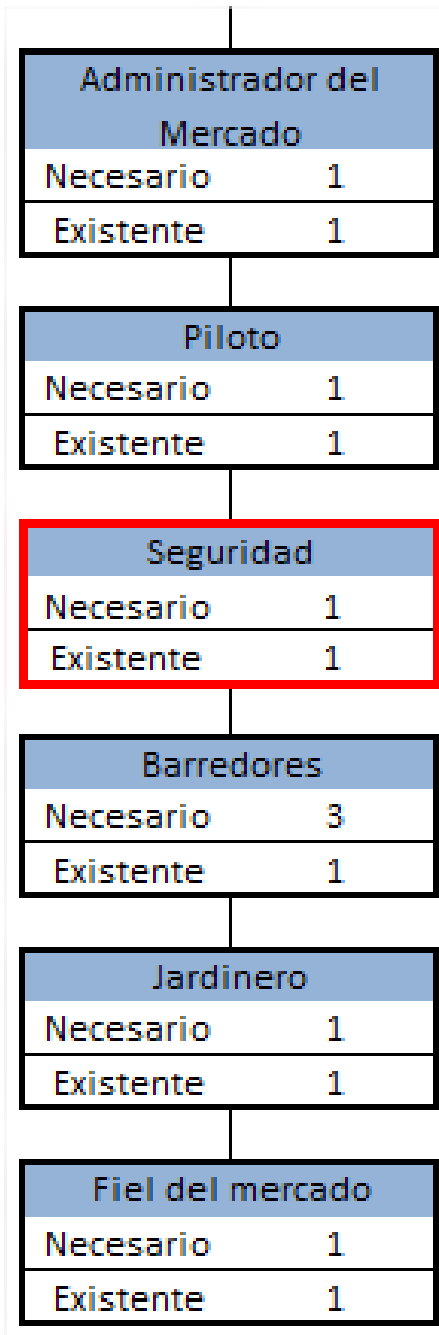 Administrador del
Mercado
Necesario 1
Existente 1
Piloto
Necesario 1
Existente 1
Seguridad
Necesario 1
Existente 1
Barredores
Necesario 3
Existente 1
Jardinero
Necesario 1
Existente 1
Fiel del mercado
Necesario 1
Existente 1